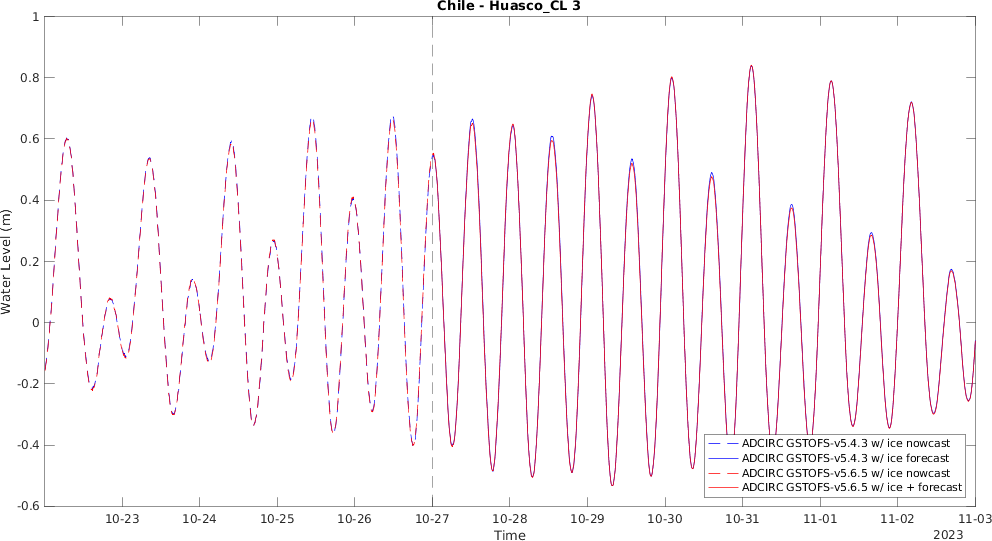 Chile - Huasco_CL 3
1
0.8
0.6
0.4
0.2
0
-0.2
-0.4
-0.6
Water Level (m)
ADCIRC GSTOFS-v5.4.3 w/ ice nowcast
ADCIRC GSTOFS-v5.4.3 w/ ice forecast
ADCIRC GSTOFS-v5.6.5 w/ ice nowcast
ADCIRC GSTOFS-v5.6.5 w/ ice + forecast
10-23 10-24 10-25 10-26 10-27 10-28 10-29 10-30 10-31 11-01 11-02 11-03
Time
2023